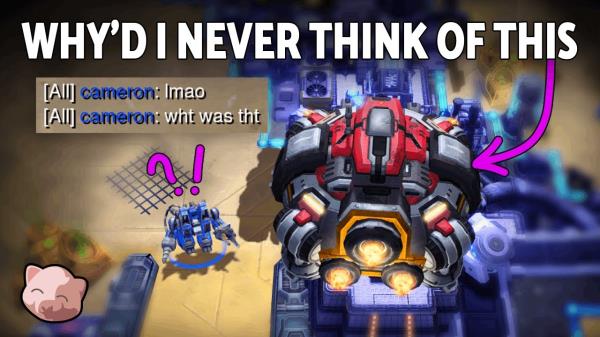 WHY'D I NEVER THINK OF THIS
[All] cameron: lmao
[All] cameron: wht was tht
?!